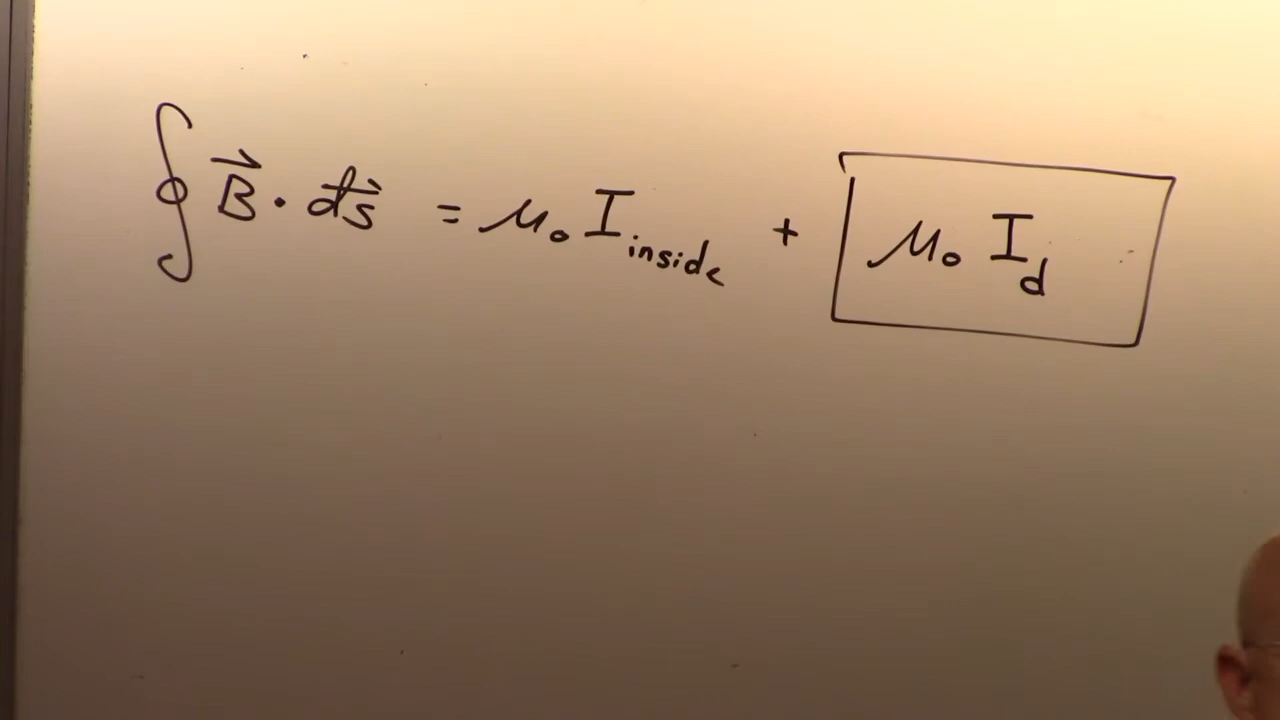 ∮ B⃗ · ds⃗ = μ₀ I_inside + μ₀ I_d